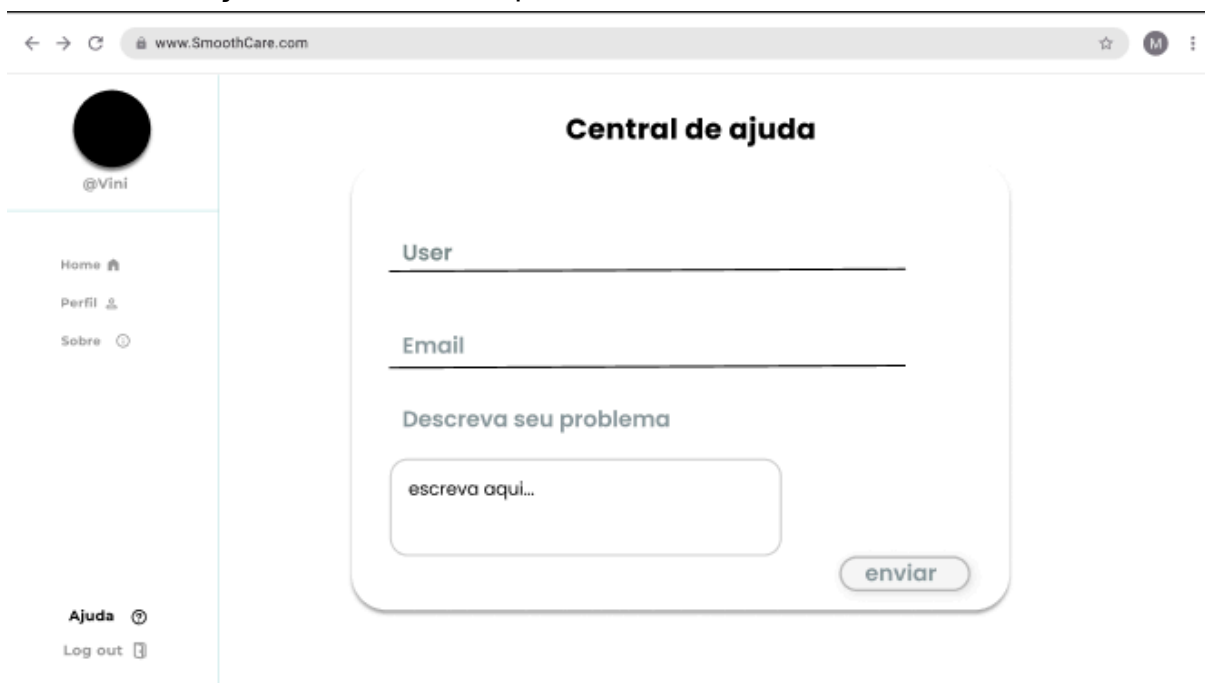 www.SmoothCare.com
M
@Vini
Home
Perfil
Sobre
Ajuda
Log out
Central de ajuda
User
Email
Descreva seu problema
escreva aqui...
enviar